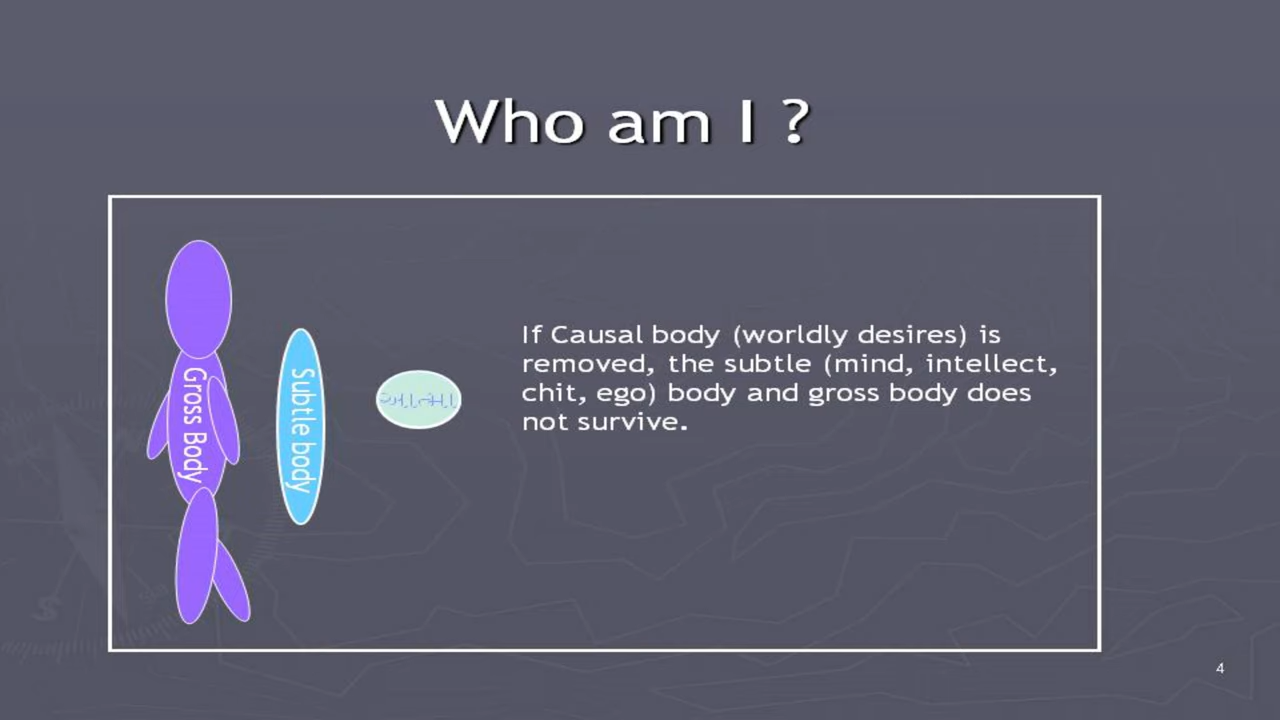 Who am I ?
Gross Body
Subtle body
If Causal body (worldly desires) is
removed, the subtle (mind, intellect,
chit, ego) body and gross body does
not survive.
4